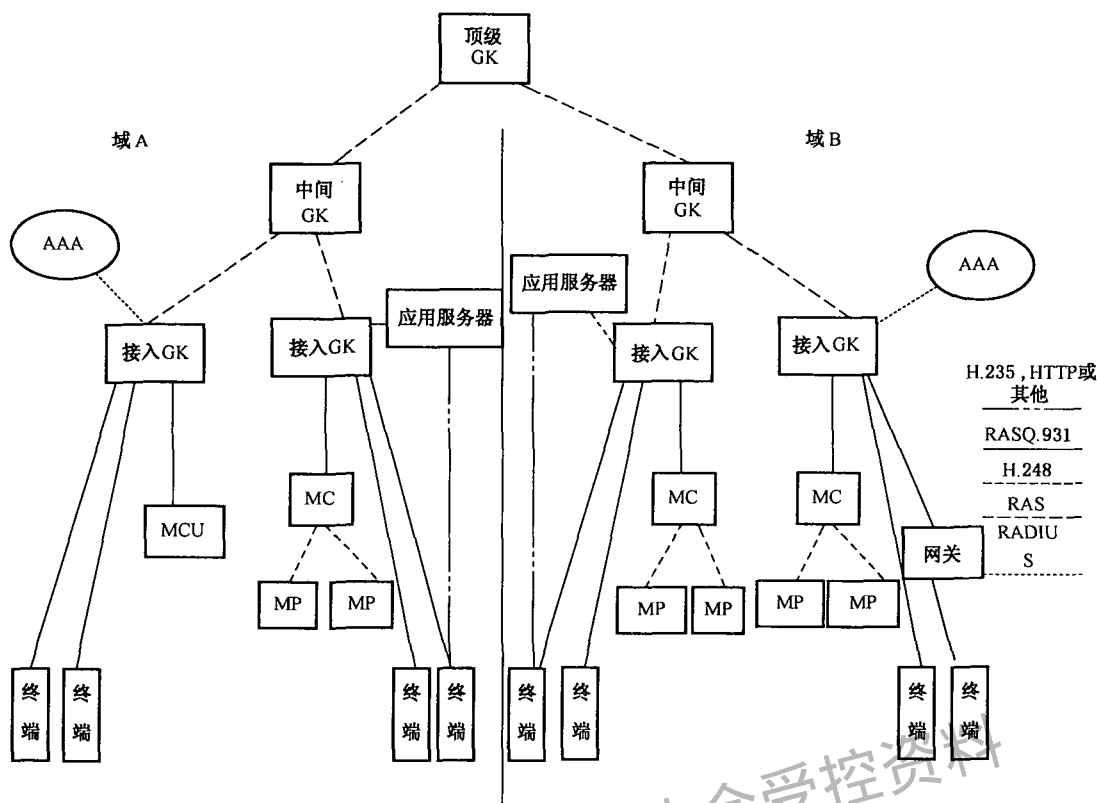 顶级
GK
域A
域B
中间
GK
中间
GK
AAA
AAA
应用服务器
应用服务器
接入GK
接入GK
接入GK
接入GK
H.235,HTTP或
其他
RASQ.931
H.248
RAS
RADIU
S
MC
MC
MC
MCU
网关
MP
MP
MP
MP
MP
MP
终端
终端
终端
终端
终端
终端
终端
终端
受控资料